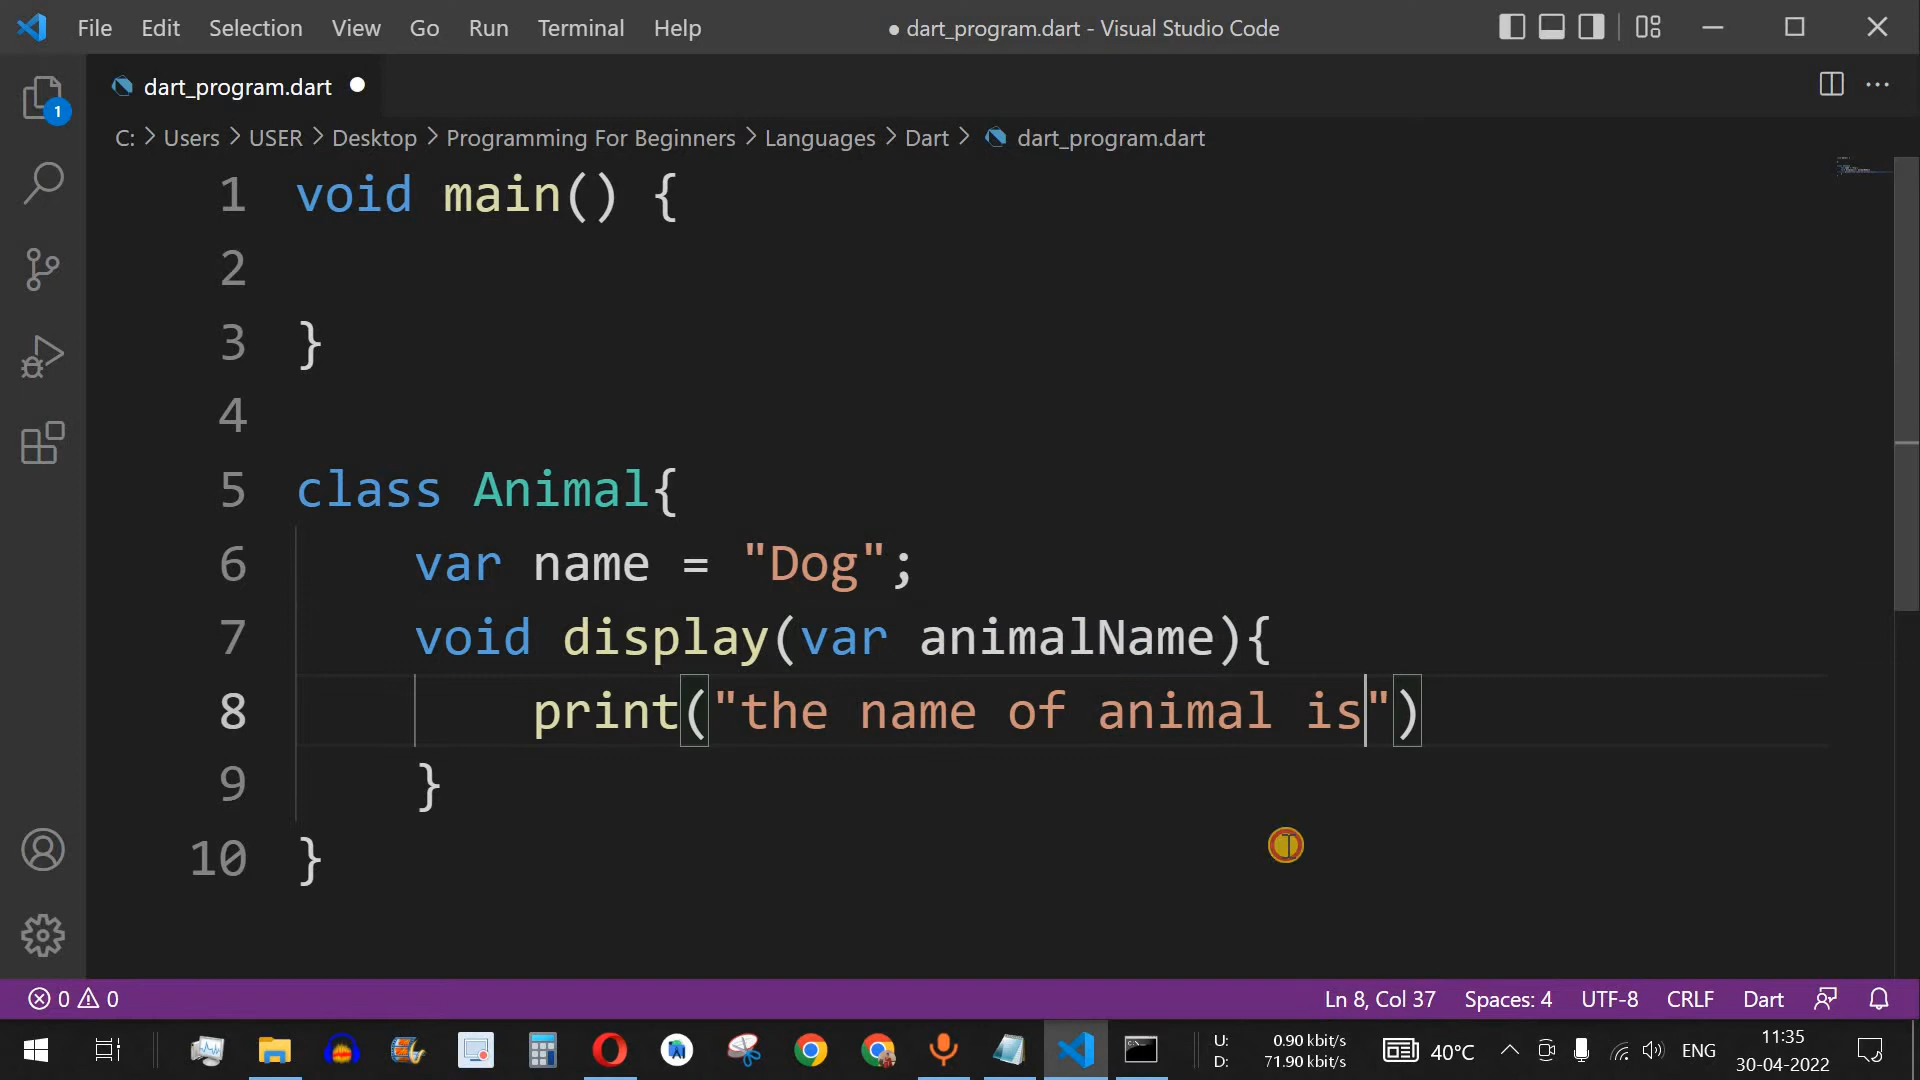 File Edit Selection View Go Run Terminal Help ● dart_program.dart - Visual Studio Code
dart_program.dart
C: > Users > USER > Desktop > Programming For Beginners > Languages > Dart > dart_program.dart
1
1 void main() {
2
3 }
4
5 class Animal{
6 var name = "Dog";
7 void display(var animalName){
8 print("the name of animal is")
9 }
10 }
0 0 Ln 8, Col 37 Spaces: 4 UTF-8 CRLF Dart
U: 0.90 kbit/s
D: 71.90 kbit/s
40°C ENG
11:35
30-04-2022